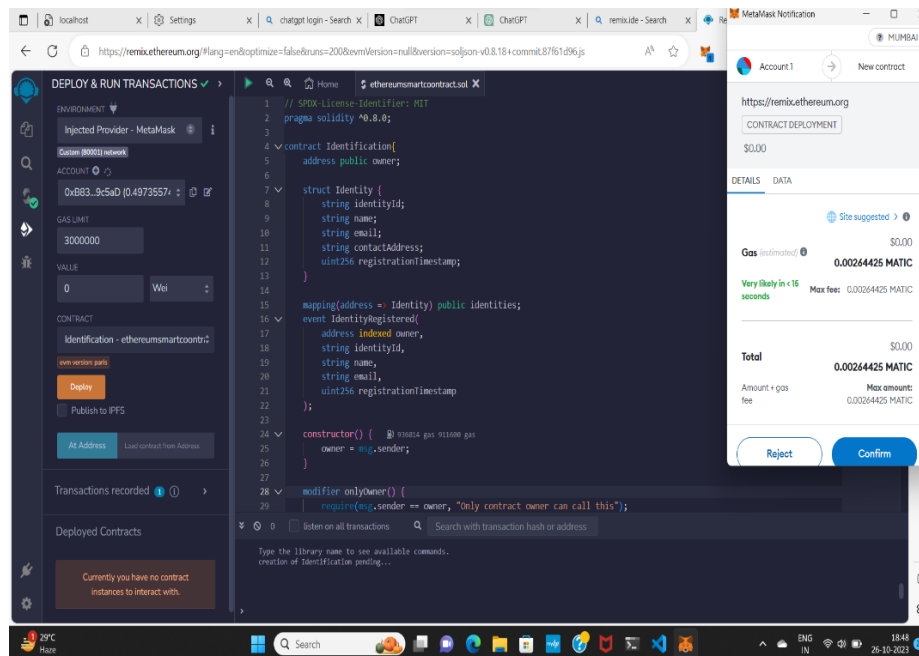 localhost
Settings
chatgpt login - Search
ChatGPT
ChatGPT
remix.ide - Search
Re
MetaMask Notification
https://remix.ethereum.org/#lang=en&optimize=false&runs=200&evmVersion=null&version=soljson-v0.8.18+commit.87f61d96.js
MUMBAI
Account 1
New contract
https://remix.ethereum.org
CONTRACT DEPLOYMENT
$0.00
DETAILS DATA
Site suggested >
$0.00
Gas (estimated)
0.00264425 MATIC
Very likely in < 15 seconds
Max fee: 0.00264425 MATIC
$0.00
Total
0.00264425 MATIC
Amount + gas fee
Max amount:
0.00264425 MATIC
Reject Confirm
DEPLOY & RUN TRANSACTIONS
ENVIRONMENT
Injected Provider - MetaMask
Custom (80001) network
ACCOUNT
0xB83...9c5aD (0.4973557
GAS LIMIT
3000000
VALUE
0 Wei
CONTRACT
Identification - ethereumsmartcoontr
evm version: paris
Deploy
Publish to IPFS
At Address Load contract from Address
Transactions recorded 1
Deployed Contracts
Currently you have no contract
instances to interact with.
Home ethereumsmartcoontract.sol
1 // SPDX-License-Identifier: MIT
2 pragma solidity ^0.8.0;
3
4 contract Identification{
5 address public owner;
6
7 struct Identity {
8 string identityId;
9 string name;
10 string email;
11 string contactAddress;
12 uint256 registrationTimestamp;
13 }
14
15 mapping(address => Identity) public identities;
16 event IdentityRegistered(
17 address indexed owner,
18 string identityId,
19 string name,
20 string email,
21 uint256 registrationTimestamp
22 );
23
24 constructor() { 936814 gas 911600 gas
25 owner = msg.sender;
26 }
27
28 modifier onlyOwner() {
29 require(msg.sender == owner, "Only contract owner can call this");
0 listen on all transactions Search with transaction hash or address
Type the library name to see available commands.
creation of Identification pending...
>
29°C
Haze
Search
ENG
IN
18:48
26-10-2023